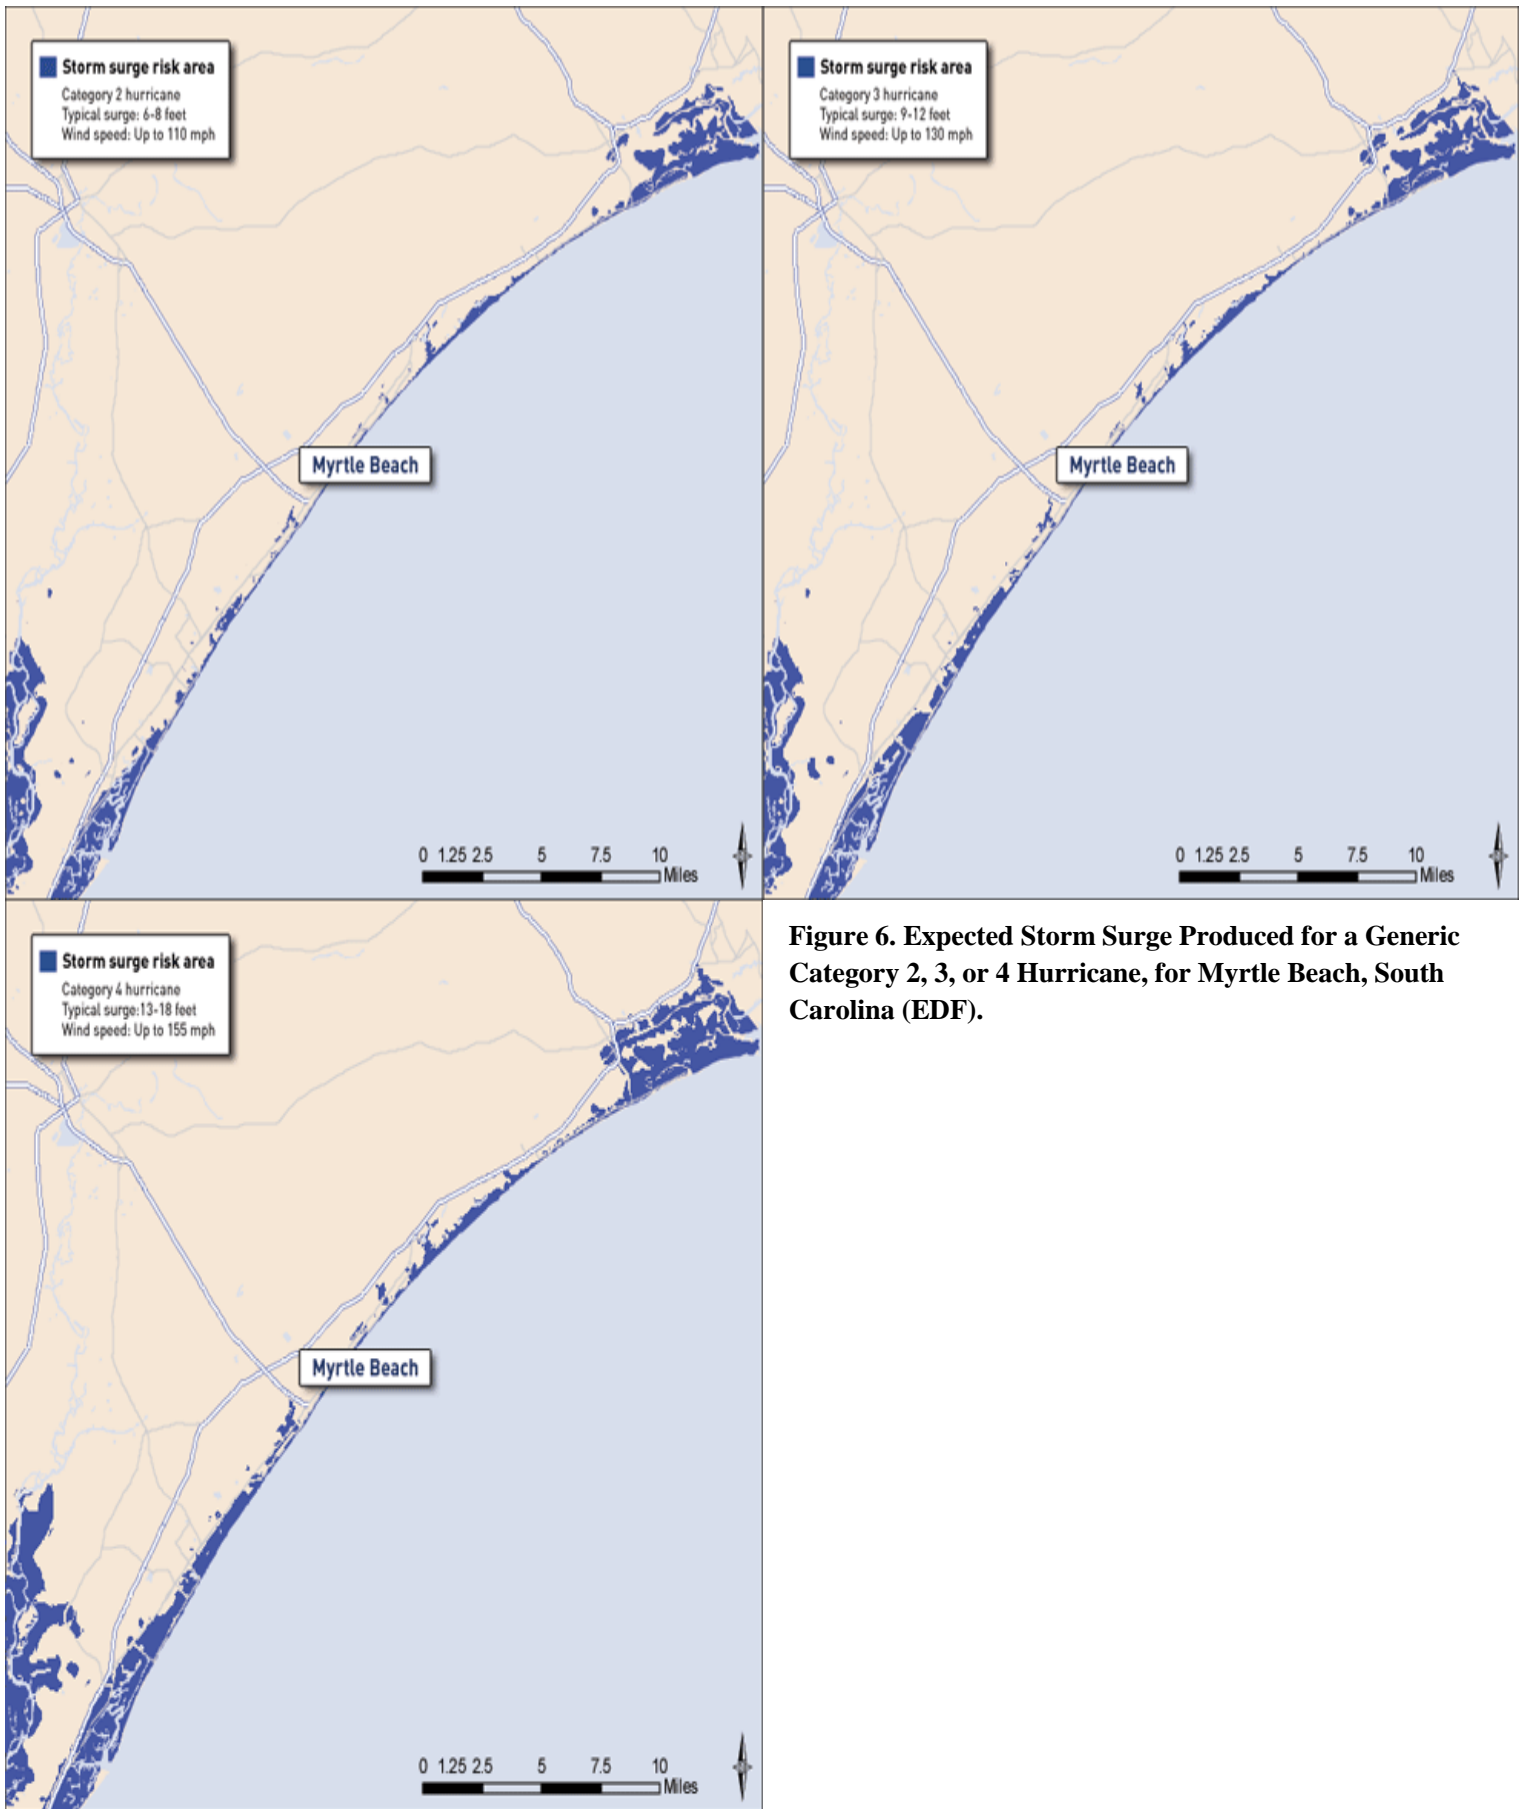 Storm surge risk area
Category 2 hurricane
Typical surge: 6-8 feet
Wind speed: Up to 110 mph
Myrtle Beach
0 1.25 2.5 5 7.5 10
Miles
Storm surge risk area
Category 3 hurricane
Typical surge: 9-12 feet
Wind speed: Up to 130 mph
Myrtle Beach
0 1.25 2.5 5 7.5 10
Miles
Storm surge risk area
Category 4 hurricane
Typical surge:13-18 feet
Wind speed: Up to 155 mph
Myrtle Beach
0 1.25 2.5 5 7.5 10
Miles
Figure 6. Expected Storm Surge Produced for a Generic
Category 2, 3, or 4 Hurricane, for Myrtle Beach, South
Carolina (EDF).